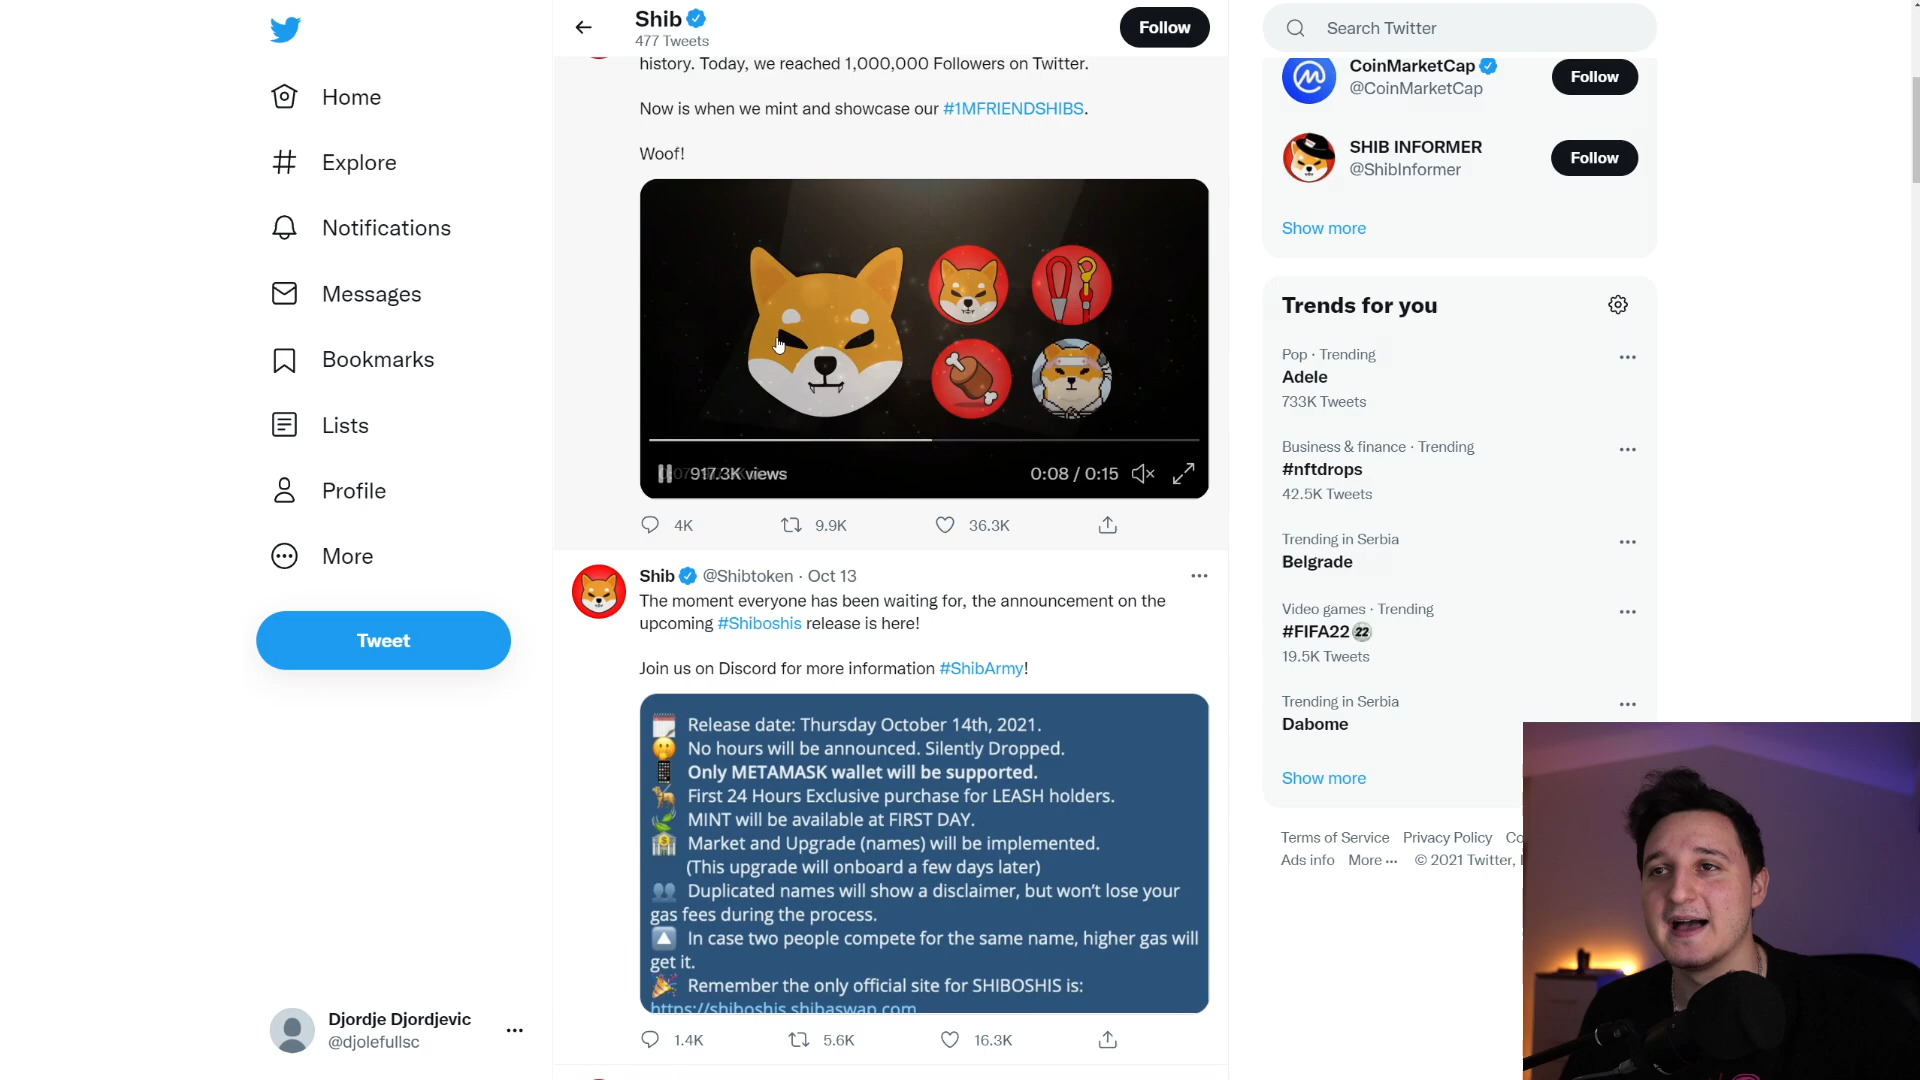 Home
Explore
Notifications
Messages
Bookmarks
Lists
Profile
More
Tweet
Djordje Djordjevic
@djolefullsc
Shib
477 Tweets
Follow
history. Today, we reached 1,000,000 Followers on Twitter.
Now is when we mint and showcase our #1MFRIENDSHIBS.
Woof!
917.3K views
0:08 / 0:15
4K 9.9K 36.3K
Shib @Shibtoken · Oct 13
The moment everyone has been waiting for, the announcement on the
upcoming #Shiboshis release is here!
Join us on Discord for more information #ShibArmy!
Release date: Thursday October 14th, 2021.
No hours will be announced. Silently Dropped.
Only METAMASK wallet will be supported.
First 24 Hours Exclusive purchase for LEASH holders.
MINT will be available at FIRST DAY.
Market and Upgrade (names) will be implemented.
(This upgrade will onboard a few days later)
Duplicated names will show a disclaimer, but won't lose your
gas fees during the process.
In case two people compete for the same name, higher gas will
get it.
Remember the only official site for SHIBOSHIS is:
https://shiboshis.shibaswap.com
1.4K 5.6K 16.3K
Search Twitter
CoinMarketCap
@CoinMarketCap
Follow
SHIB INFORMER
@ShibInformer
Follow
Show more
Trends for you
Pop · Trending
Adele
733K Tweets
Business & finance · Trending
#nftdrops
42.5K Tweets
Trending in Serbia
Belgrade
Video games · Trending
#FIFA22 22
19.5K Tweets
Trending in Serbia
Dabome
Show more
Terms of Service Privacy Policy Co
Ads info More ··· © 2021 Twitter, I